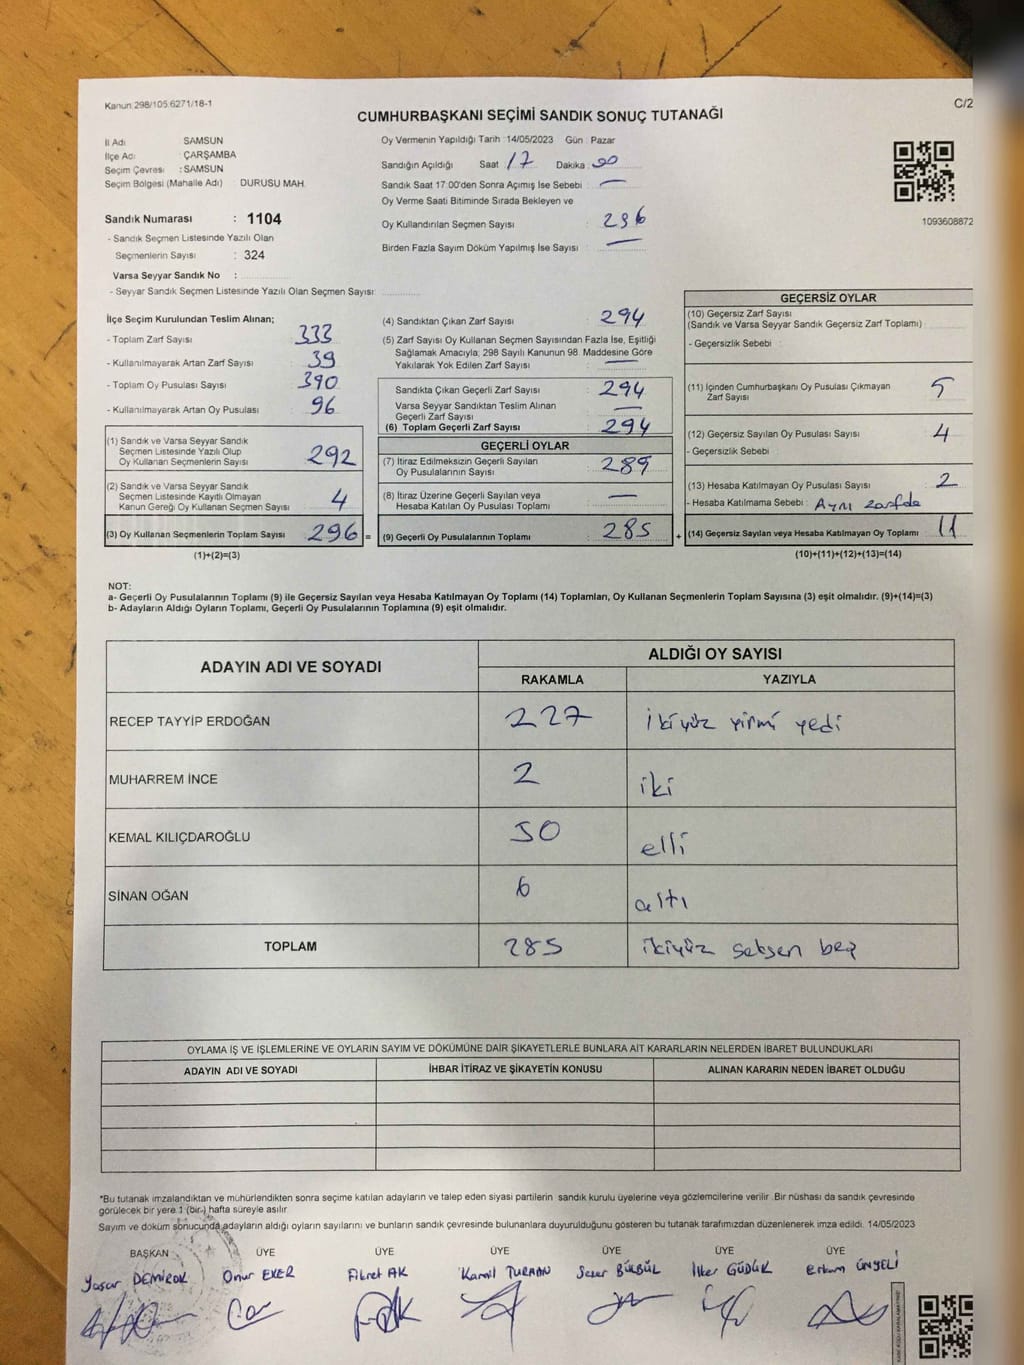 Kanun:298/105.6271/18-1
C/2
CUMHURBAŞKANI SEÇİMİ SANDIK SONUÇ TUTANAĞI
İl Adı SAMSUN
İlçe Adı : ÇARŞAMBA
Seçim Çevresi : SAMSUN
Seçim Bölgesi (Mahalle Adı) DURUSU MAH.
Sandık Numarası : 1104
- Sandık Seçmen Listesinde Yazılı Olan
Seçmenlerin Sayısı : 324
Varsa Seyyar Sandık No :
- Seyyar Sandık Seçmen Listesinde Yazılı Olan Seçmen Sayısı:
Oy Vermenin Yapıldığı Tarih :14/05/2023 Gün : Pazar
Sandığın Açıldığı Saat 17 Dakika 00
Sandık Saat 17.00'den Sonra Açımış İse Sebebi : —
Oy Verme Saati Bitiminde Sırada Bekleyen ve
Oy Kullandırılan Seçmen Sayısı : 296
Birden Fazla Sayım Döküm Yapılmış İse Sayısı : —
1093608872
İlçe Seçim Kurulundan Teslim Alınan;
- Toplam Zarf Sayısı : 333
- Kullanılmayarak Artan Zarf Sayısı : 39
- Toplam Oy Pusulası Sayısı : 390
- Kullanılmayarak Artan Oy Pusulası : 96
(1) Sandık ve Varsa Seyyar Sandık
Seçmen Listesinde Yazılı Olup
Oy Kullanan Seçmenlerin Sayısı : 292
(2) Sandık ve Varsa Seyyar Sandık
Seçmen Listesinde Kayıtlı Olmayan
Kanun Gereği Oy Kullanan Seçmen Sayısı : 4
(3) Oy Kullanan Seçmenlerin Toplam Sayısı : 296 =
(1)+(2)=(3)
(4) Sandıktan Çıkan Zarf Sayısı : 294
(5) Zarf Sayısı Oy Kullanan Seçmen Sayısından Fazla İse, Eşitliği
Sağlamak Amacıyla; 298 Sayılı Kanunun 98. Maddesine Göre
Yakılarak Yok Edilen Zarf Sayısı : —
Sandıkta Çıkan Geçerli Zarf Sayısı : 294
Varsa Seyyar Sandıktan Teslim Alınan
Geçerli Zarf Sayısı : —
(6) Toplam Geçerli Zarf Sayısı : 294
GEÇERLİ OYLAR
(7) İtiraz Edilmeksizin Geçerli Sayılan
Oy Pusulalarının Sayısı : 285
(8) İtiraz Üzerine Geçerli Sayılan veya
Hesaba Katılan Oy Pusulası Toplamı : —
(9) Geçerli Oy Pusulalarının Toplamı : 285 +
GEÇERSİZ OYLAR
(10) Geçersiz Zarf Sayısı
(Sandık ve Varsa Seyyar Sandık Geçersiz Zarf Toplamı) :
- Geçersizlik Sebebi :
(11) İçinden Cumhurbaşkanı Oy Pusulası Çıkmayan
Zarf Sayısı : 5
(12) Geçersiz Sayılan Oy Pusulası Sayısı : 4
- Geçersizlik Sebebi :
(13) Hesaba Katılmayan Oy Pusulası Sayısı : 2
- Hesaba Katılmama Sebebi : Aynı zarfda
(14) Geçersiz Sayılan veya Hesaba Katılmayan Oy Toplamı : 11
(10)+(11)+(12)+(13)=(14)
NOT:
a- Geçerli Oy Pusulalarının Toplamı (9) ile Geçersiz Sayılan veya Hesaba Katılmayan Oy Toplamı (14) Toplamları, Oy Kullanan Seçmenlerin Toplam Sayısına (3) eşit olmalıdır. (9)+(14)=(3)
b- Adayların Aldığı Oyların Toplamı, Geçerli Oy Pusulalarının Toplamına (9) eşit olmalıdır.
ADAYIN ADI VE SOYADI
ALDIĞI OY SAYISI
RAKAMLA YAZIYLA
RECEP TAYYİP ERDOĞAN 227 ikiyüz yirmi yedi
MUHARREM İNCE 2 iki
KEMAL KILIÇDAROĞLU 50 elli
SİNAN OĞAN 6 altı
TOPLAM 285 ikiyüz seksen beş
OYLAMA İŞ VE İŞLEMLERİNE VE OYLARIN SAYIM VE DÖKÜMÜNE DAİR ŞİKAYETLERLE BUNLARA AİT KARARLARIN NELERDEN İBARET BULUNDUKLARI
ADAYIN ADI VE SOYADI İHBAR İTİRAZ VE ŞİKAYETİN KONUSU ALINAN KARARIN NEDEN İBARET OLDUĞU
*Bu tutanak imzalandıktan ve mühürlendikten sonra seçime katılan adayların ve talep eden siyasi partilerin sandık kurulu üyelerine veya gözlemcilerine verilir. Bir nüshası da sandık çevresinde
görülecek bir yere 1 (bir) hafta süreyle asılır.
Sayım ve döküm sonucunda adayların aldığı oyların sayılarını ve bunların sandık çevresinde bulunanlara duyurulduğunu gösteren bu tutanak tarafımızdan düzenlenerek imza edildi. 14/05/2023
BAŞKAN ÜYE ÜYE ÜYE ÜYE ÜYE ÜYE
Yaşar DEMİROK Onur EKER Fikret AK Kamil TURHAN Sezer BÜLBÜL İlker GÜDÜK Erkam ÜNYELİ